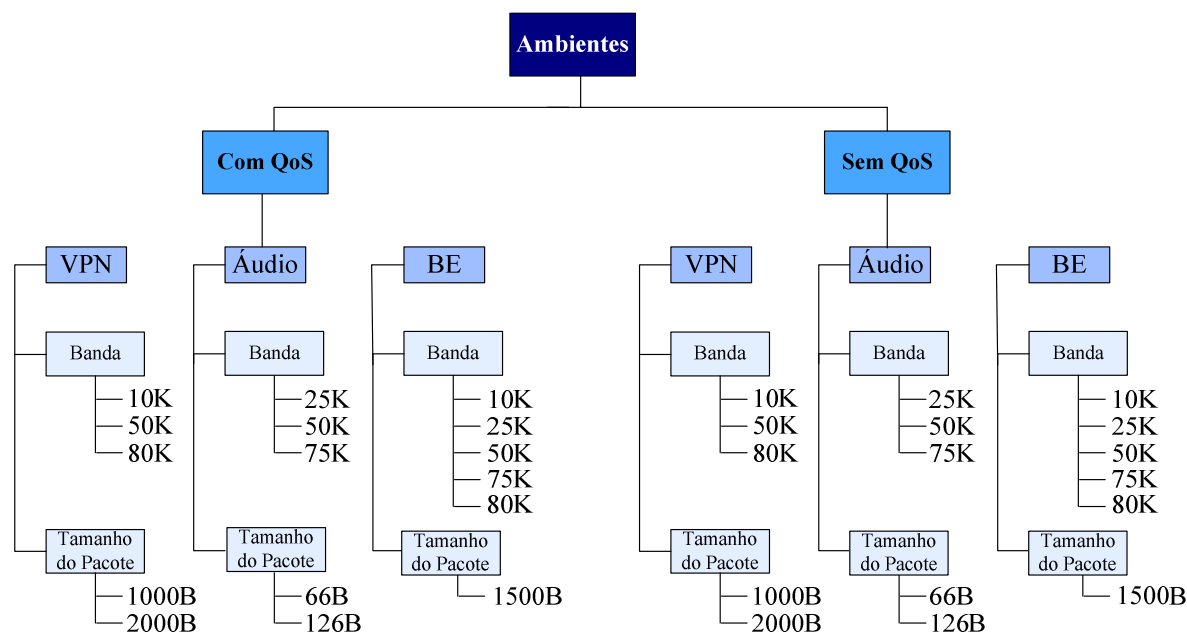 Ambientes
Com QoS
Sem QoS
VPN
Áudio
BE
VPN
Áudio
BE
Banda
Banda
Banda
Banda
Banda
Banda
10K
25K
10K
10K
25K
10K
50K
50K
25K
50K
50K
25K
80K
75K
50K
80K
75K
50K
75K
75K
80K
80K
Tamanho
do Pacote
Tamanho
do Pacote
Tamanho
do Pacote
Tamanho
do Pacote
Tamanho
do Pacote
Tamanho
do Pacote
1000B
66B
1500B
1000B
66B
1500B
2000B
126B
2000B
126B